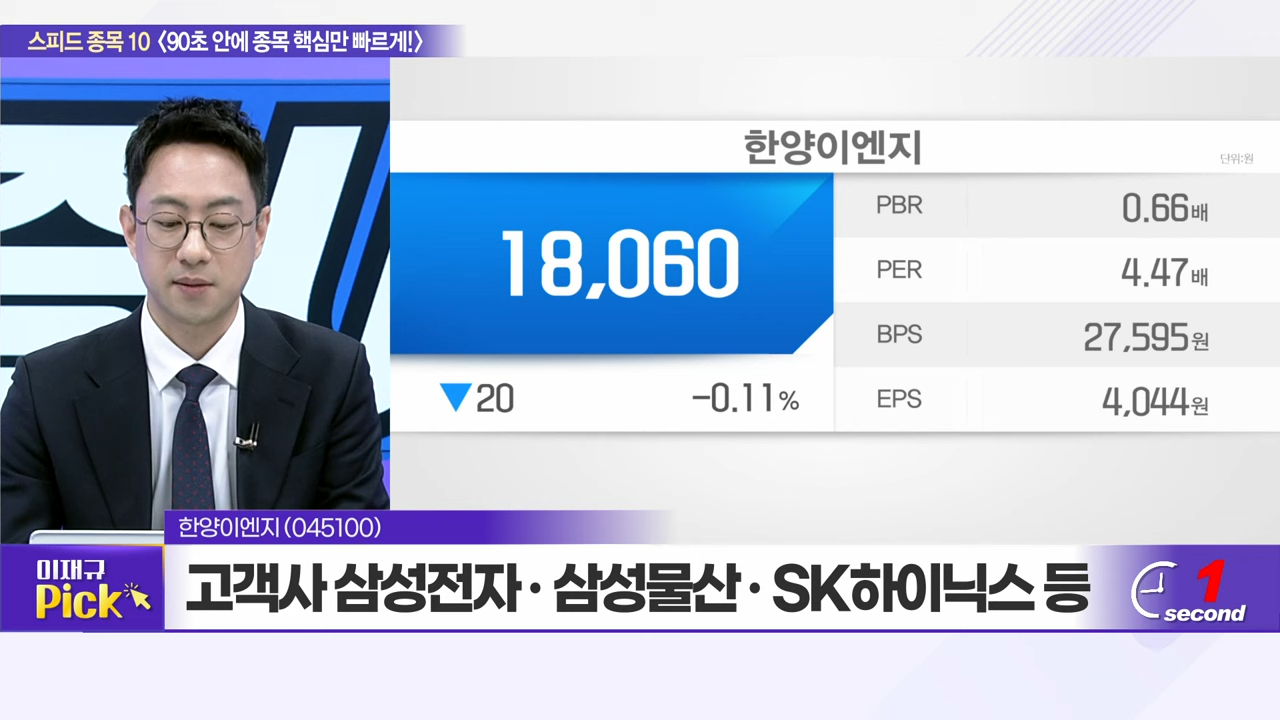 스피드 종목 10 〈90초 안에 종목 핵심만 빠르게!〉
한양이엔지
단위:원
18,060
▼20 -0.11%
PBR 0.66배
PER 4.47배
BPS 27,595원
EPS 4,044원
한양이엔지(045100)
이재규
Pick
고객사 삼성전자· 삼성물산· SK하이닉스 등
1
second